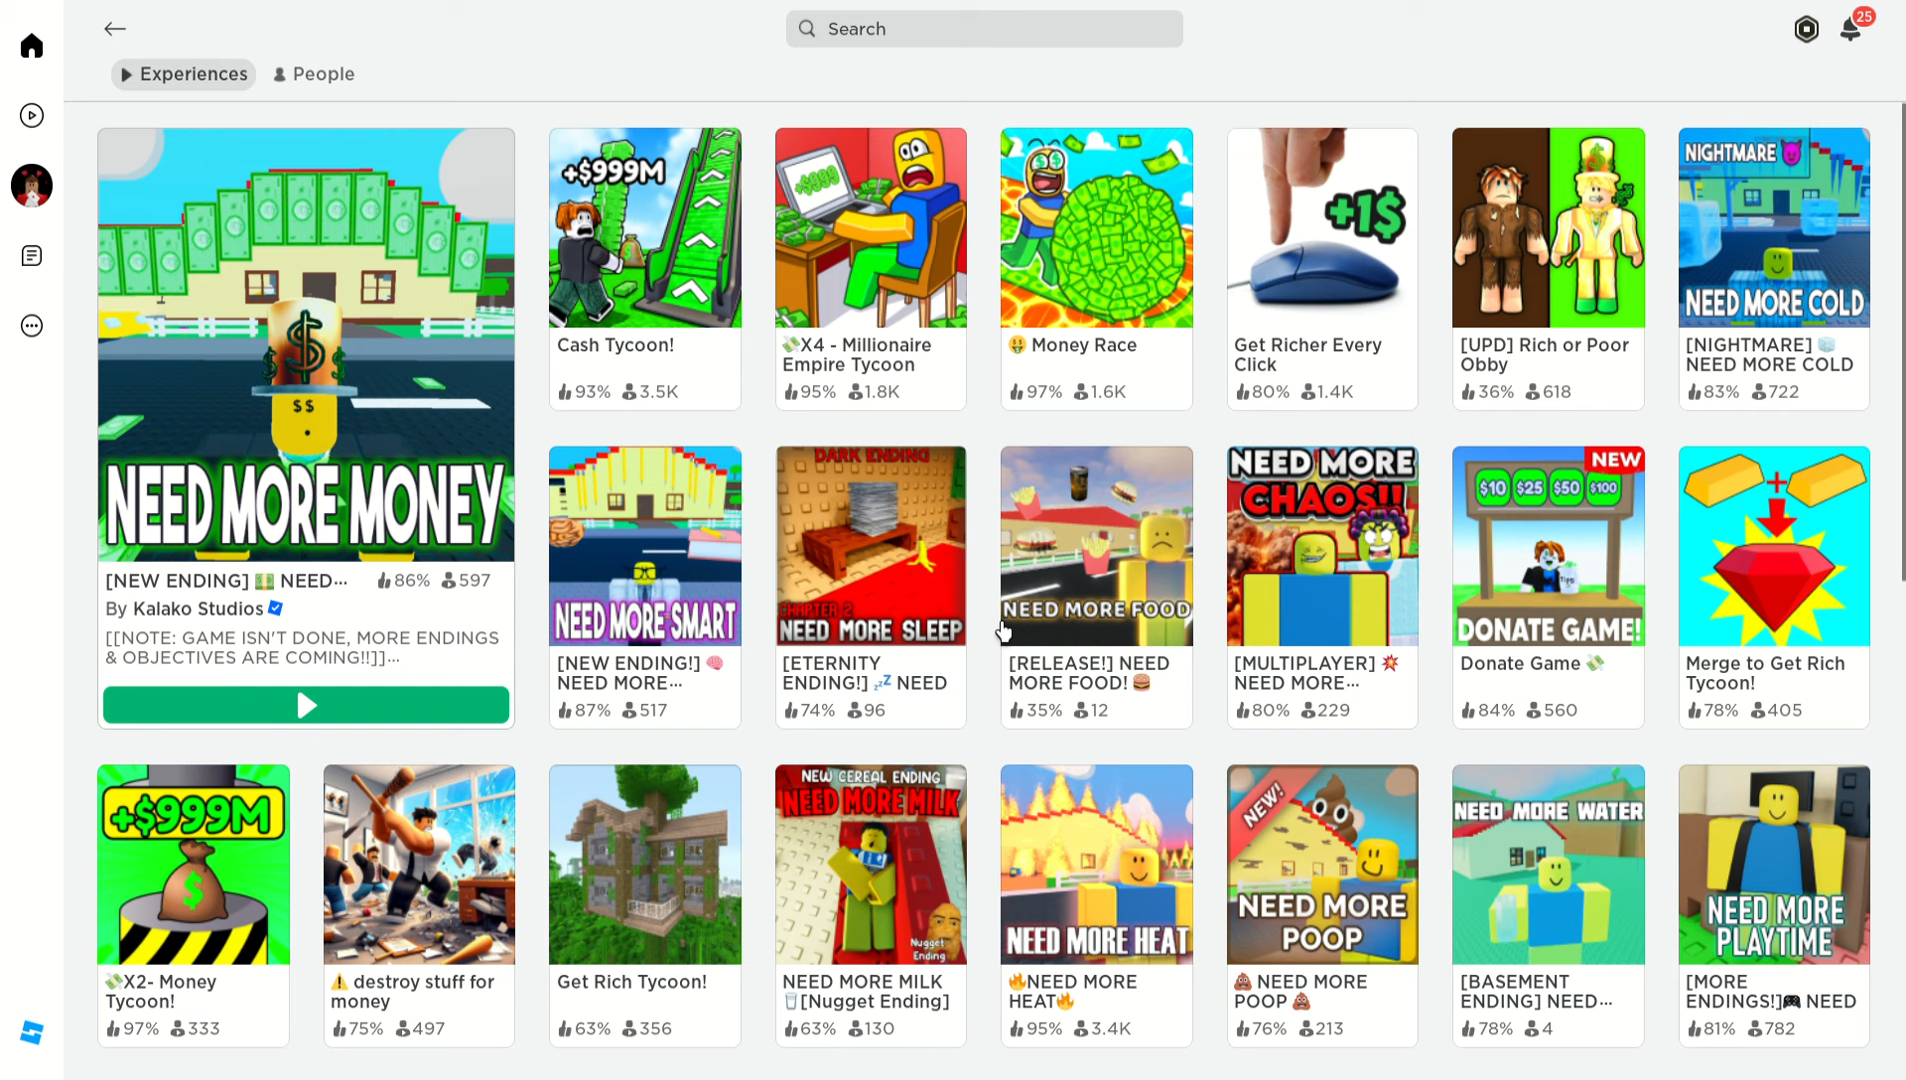 Search
25
Experiences
People
NEED MORE MONEY
[NEW ENDING] 💵 NEED...
86% 597
By Kalako Studios
[[NOTE: GAME ISN'T DONE, MORE ENDINGS
& OBJECTIVES ARE COMING!!]]...
+$999M
Cash Tycoon!
93% 3.5K
+$999
💸X4 - Millionaire
Empire Tycoon
95% 1.8K
🤑 Money Race
97% 1.6K
+1$
Get Richer Every
Click
80% 1.4K
[UPD] Rich or Poor
Obby
36% 618
NIGHTMARE 😈
NEED MORE COLD
[NIGHTMARE] 🧊
NEED MORE COLD
83% 722
NEED MORE SMART
[NEW ENDING!] 🧠
NEED MORE...
87% 517
DARK ENDING
CHAPTER 2
NEED MORE SLEEP
[ETERNITY
ENDING!] 💤 NEED
74% 96
NEED MORE FOOD
[RELEASE!] NEED
MORE FOOD! 🍔
35% 12
NEED MORE
CHAOS!!
[MULTIPLAYER] 💥
NEED MORE...
80% 229
NEW
$10 $25 $50 $100
TIPS
DONATE GAME!
Donate Game 💸
84% 560
Merge to Get Rich
Tycoon!
78% 405
+$999M
💸X2- Money
Tycoon!
97% 333
⚠️ destroy stuff for
money
75% 497
Get Rich Tycoon!
63% 356
NEW CEREAL ENDING
NEED MORE MILK
Nugget
Ending
NEED MORE MILK
🥛[Nugget Ending]
63% 130
NEED MORE HEAT
🔥NEED MORE
HEAT🔥
95% 3.4K
NEW!
NEED MORE
POOP
💩 NEED MORE
POOP 💩
76% 213
NEED MORE WATER
[BASEMENT
ENDING] NEED...
78% 4
NEED MORE
PLAYTIME
[MORE
ENDINGS!]🎮 NEED
81% 782